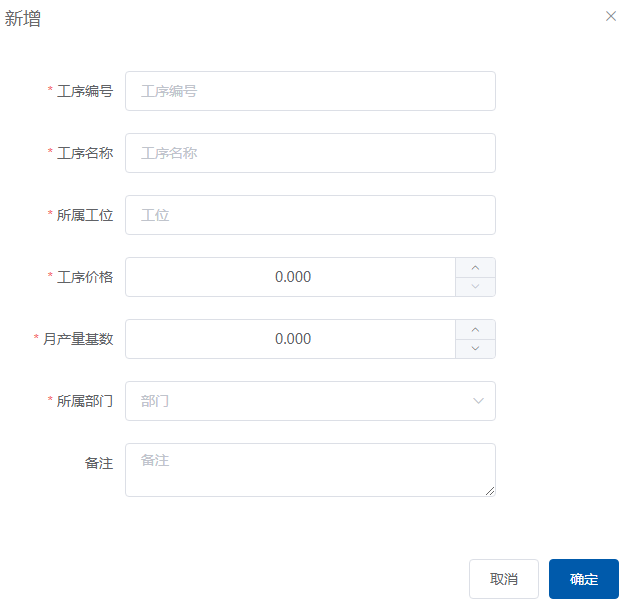 新增
* 工序编号 工序编号
* 工序名称 工序名称
* 所属工位 工位
* 工序价格 0.000
* 月产量基数 0.000
* 所属部门 部门
备注 备注
取消 确定